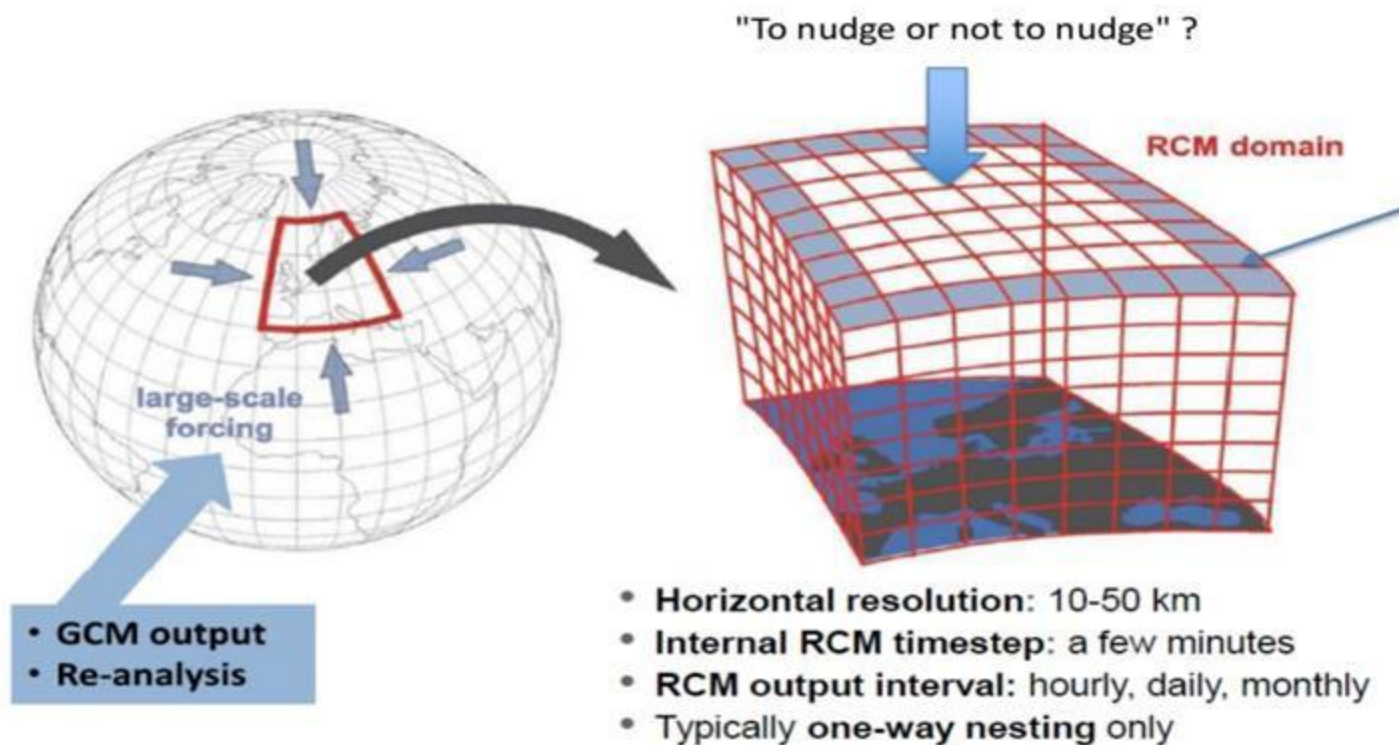 "To nudge or not to nudge" ?
RCM domain
large-scale
forcing
• GCM output
• Re-analysis
• Horizontal resolution: 10-50 km
• Internal RCM timestep: a few minutes
• RCM output interval: hourly, daily, monthly
• Typically one-way nesting only